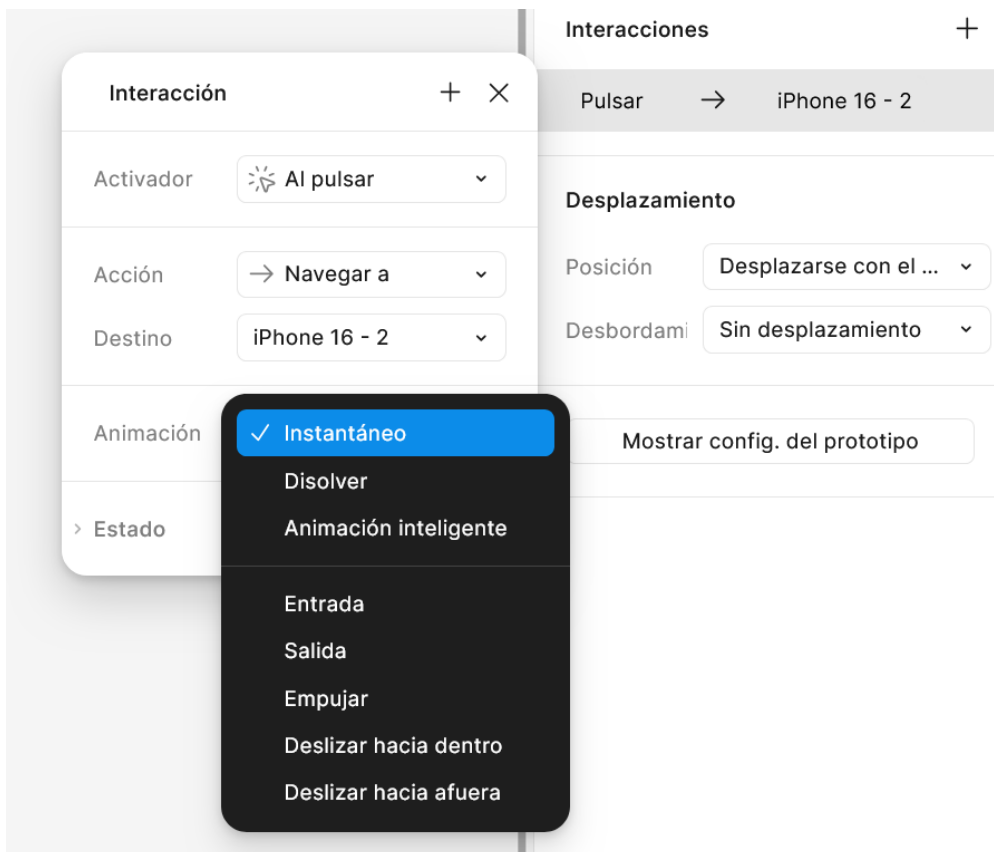 Interacciones
Pulsar → iPhone 16 - 2
Desplazamiento
Posición Desplazarse con el ...
Desbordami Sin desplazamiento
Mostrar config. del prototipo
Interacción
Activador Al pulsar
Acción → Navegar a
Destino iPhone 16 - 2
Animación
Estado
✓ Instantáneo
Disolver
Animación inteligente
Entrada
Salida
Empujar
Deslizar hacia dentro
Deslizar hacia afuera